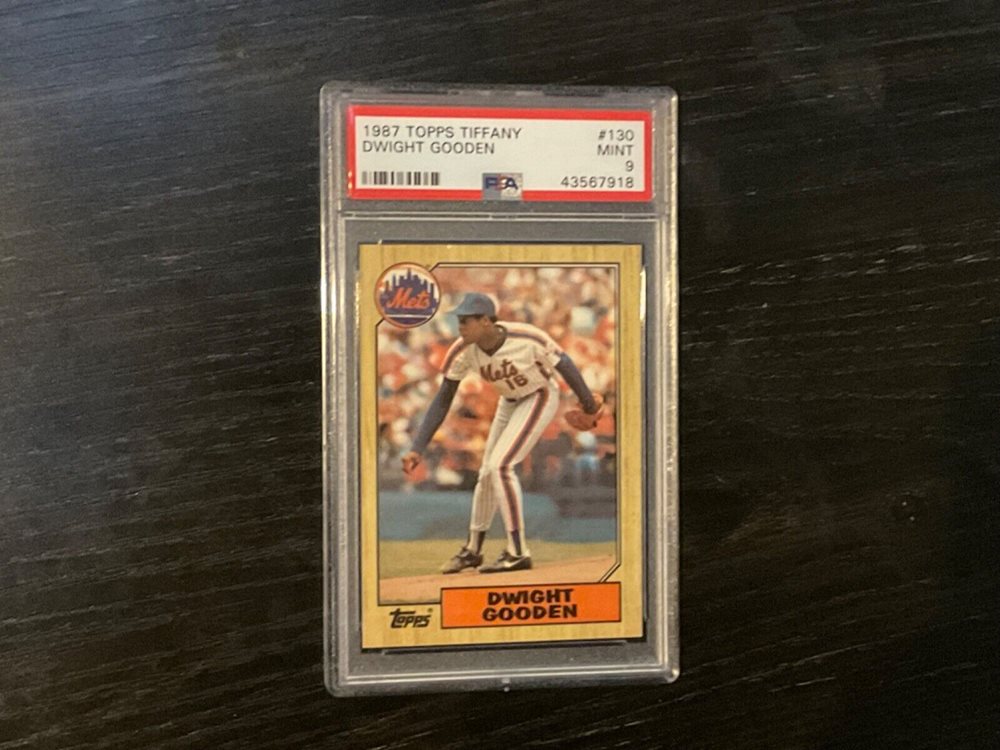 1987 TOPPS TIFFANY #130
DWIGHT GOODEN MINT
9
PSA 43567918
Mets
Mets
16
DWIGHT
GOODEN
Topps